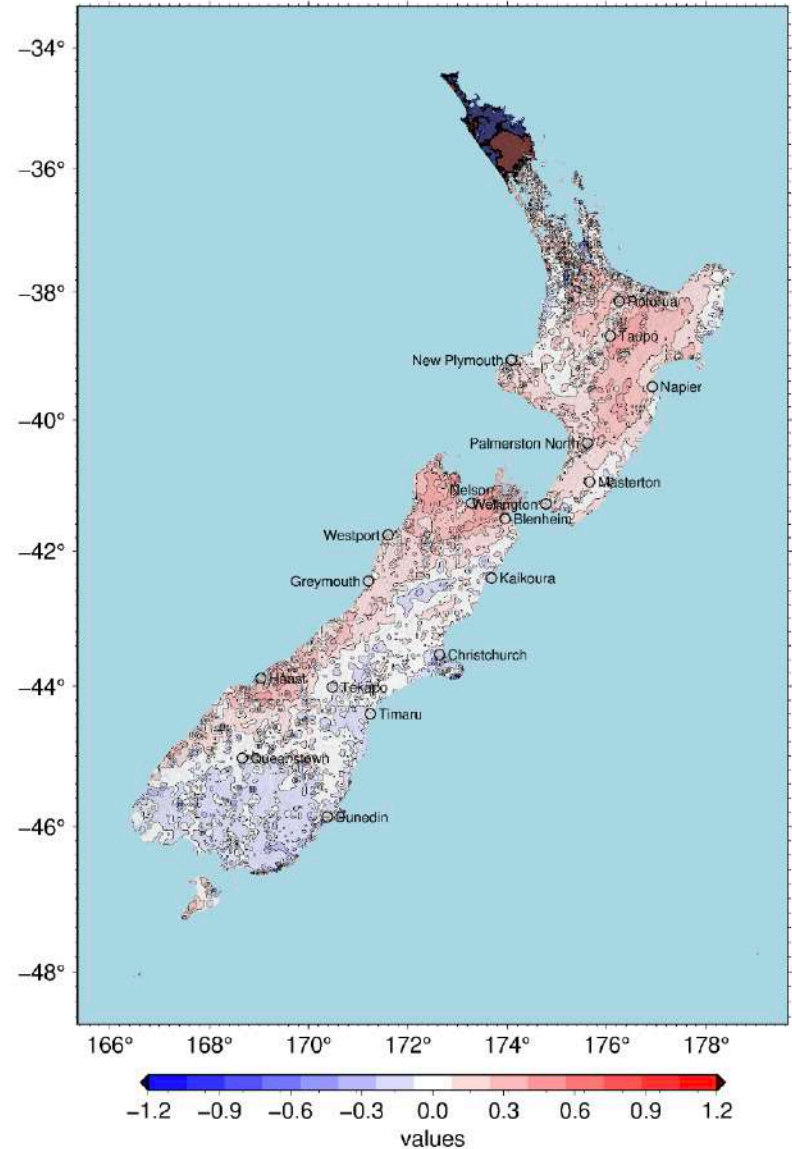 −34°
−36°
−38°
Rotorua
Taupo
New Plymouth
Napier
−40°
Palmerston North
Masterton
Nelson
Wellington
Blenheim
Westport
−42°
Greymouth
Kaikoura
Christchurch
Haast
−44°
Tekapo
Timaru
Queenstown
Dunedin
−46°
−48°
166° 168° 170° 172° 174° 176° 178°
−1.2 −0.9 −0.6 −0.3 0.0 0.3 0.6 0.9 1.2
values